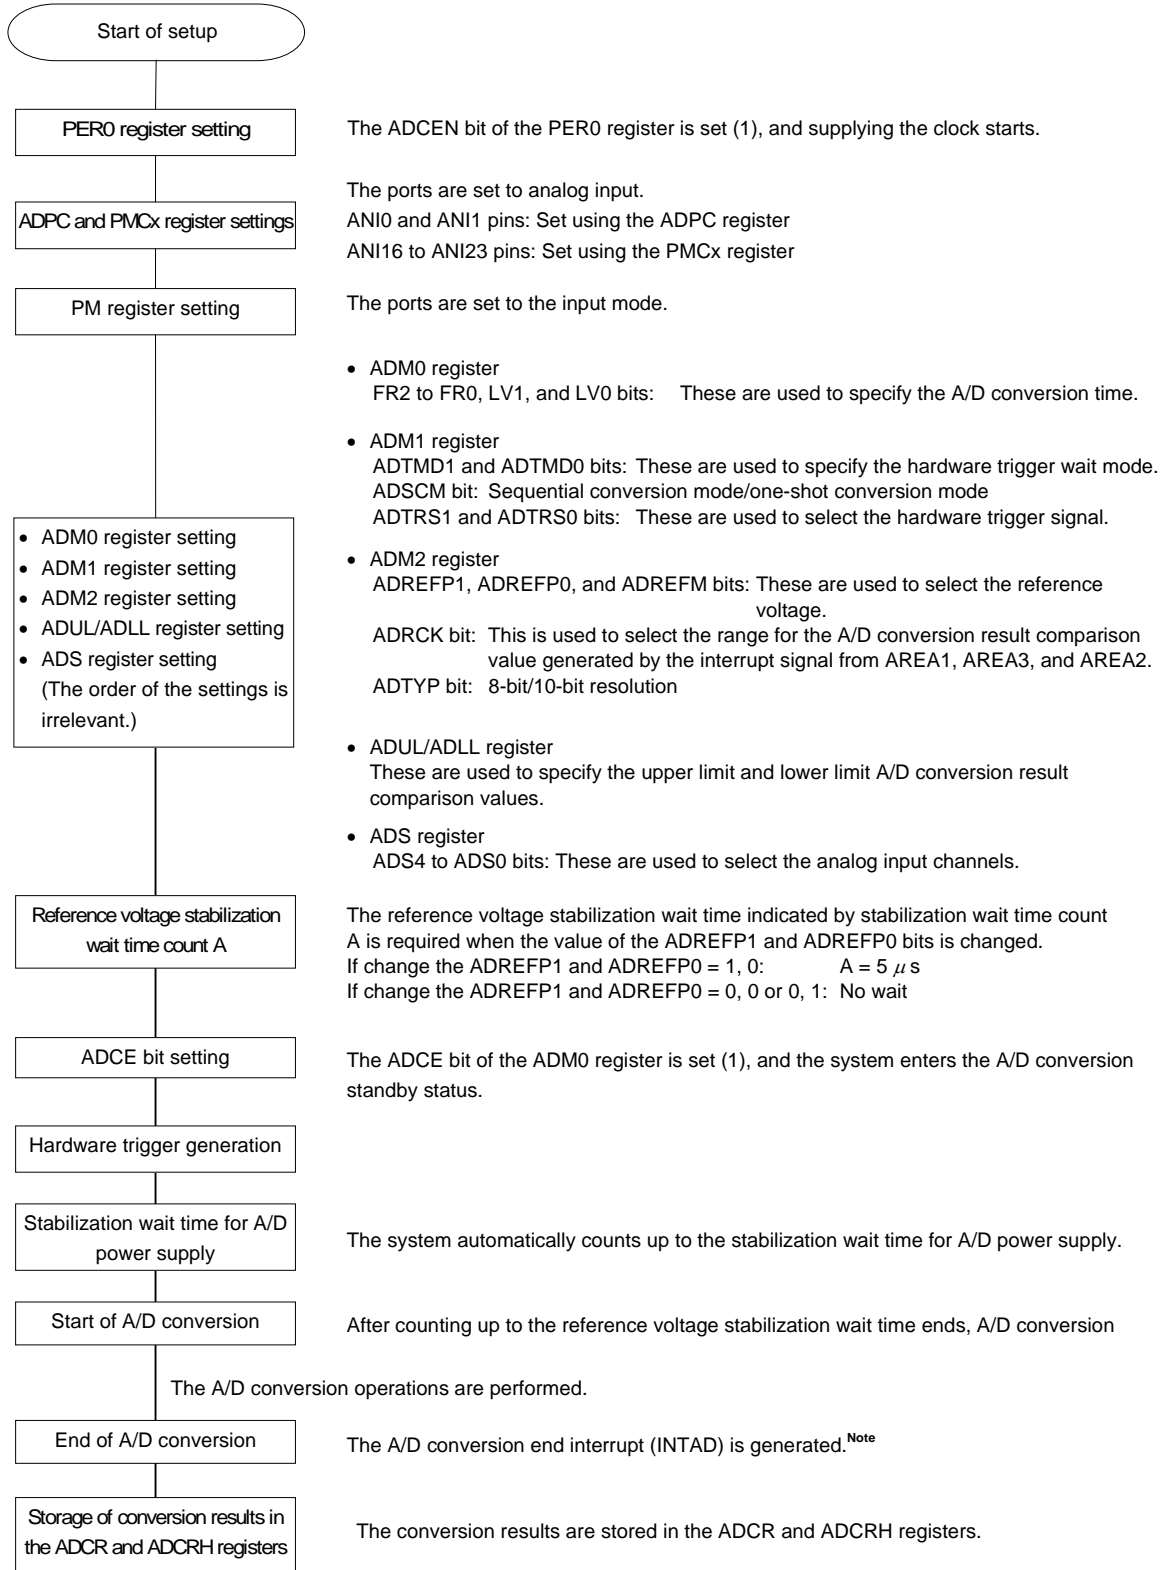 Start of setup
PER0 register setting
The ADCEN bit of the PER0 register is set (1), and supplying the clock starts.
ADPC and PMCx register settings
The ports are set to analog input.
ANI0 and ANI1 pins: Set using the ADPC register
ANI16 to ANI23 pins: Set using the PMCx register
PM register setting
The ports are set to the input mode.
• ADM0 register setting
• ADM1 register setting
• ADM2 register setting
• ADUL/ADLL register setting
• ADS register setting
(The order of the settings is
irrelevant.)
• ADM0 register
FR2 to FR0, LV1, and LV0 bits: These are used to specify the A/D conversion time.
• ADM1 register
ADTMD1 and ADTMD0 bits: These are used to specify the hardware trigger wait mode.
ADSCM bit: Sequential conversion mode/one-shot conversion mode
ADTRS1 and ADTRS0 bits: These are used to select the hardware trigger signal.
• ADM2 register
ADREFP1, ADREFP0, and ADREFM bits: These are used to select the reference
voltage.
ADRCK bit: This is used to select the range for the A/D conversion result comparison
value generated by the interrupt signal from AREA1, AREA3, and AREA2.
ADTYP bit: 8-bit/10-bit resolution
• ADUL/ADLL register
These are used to specify the upper limit and lower limit A/D conversion result
comparison values.
• ADS register
ADS4 to ADS0 bits: These are used to select the analog input channels.
Reference voltage stabilization
wait time count A
The reference voltage stabilization wait time indicated by stabilization wait time count
A is required when the value of the ADREFP1 and ADREFP0 bits is changed.
If change the ADREFP1 and ADREFP0 = 1, 0: A = 5 μ s
If change the ADREFP1 and ADREFP0 = 0, 0 or 0, 1: No wait
ADCE bit setting
The ADCE bit of the ADM0 register is set (1), and the system enters the A/D conversion
standby status.
Hardware trigger generation
Stabilization wait time for A/D
power supply
The system automatically counts up to the stabilization wait time for A/D power supply.
Start of A/D conversion
After counting up to the reference voltage stabilization wait time ends, A/D conversion
The A/D conversion operations are performed.
End of A/D conversion
The A/D conversion end interrupt (INTAD) is generated.Note
Storage of conversion results in
the ADCR and ADCRH registers
The conversion results are stored in the ADCR and ADCRH registers.